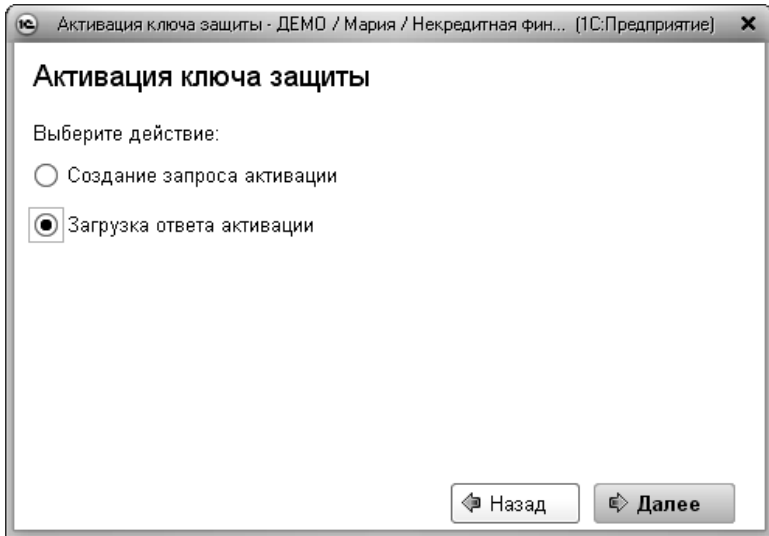 Активация ключа защиты - ДЕМО / Мария / Некредитная фин... (1С:Предприятие)
Активация ключа защиты
Выберите действие:
Создание запроса активации
Загрузка ответа активации
Назад
Далее